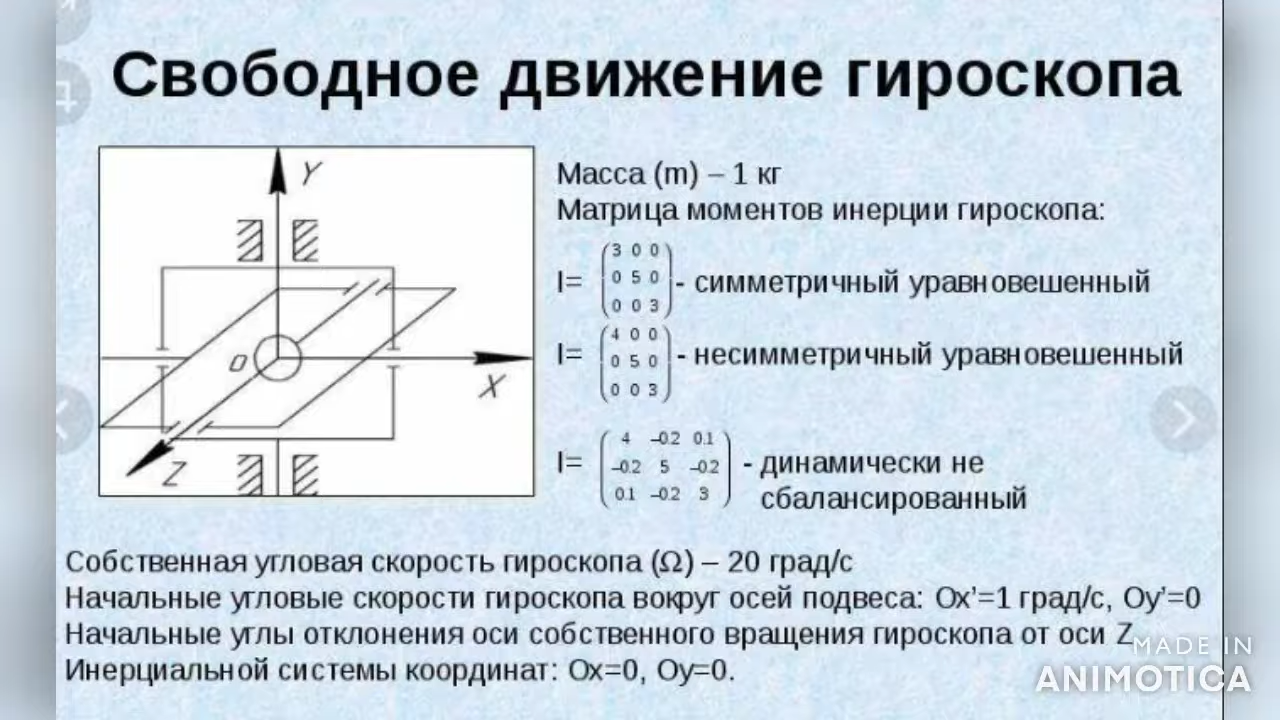 Свободное движение гироскопа
Y
O
X
Z
Масса (m) – 1 кг
Матрица моментов инерции гироскопа:
I= (3 0 0
0 5 0
0 0 3) - симметричный уравновешенный
I= (4 0 0
0 5 0
0 0 3) - несимметричный уравновешенный
I= (4 –0.2 0.1
–0.2 5 –0.2
0.1 –0.2 3) - динамически не
сбалансированный
Собственная угловая скорость гироскопа (Ω) – 20 град/с
Начальные угловые скорости гироскопа вокруг осей подвеса: Ox’=1 град/с, Oy’=0
Начальные углы отклонения оси собственного вращения гироскопа от оси Z
Инерциальной системы координат: Ox=0, Oy=0.
MADE IN
ANIMOTICA